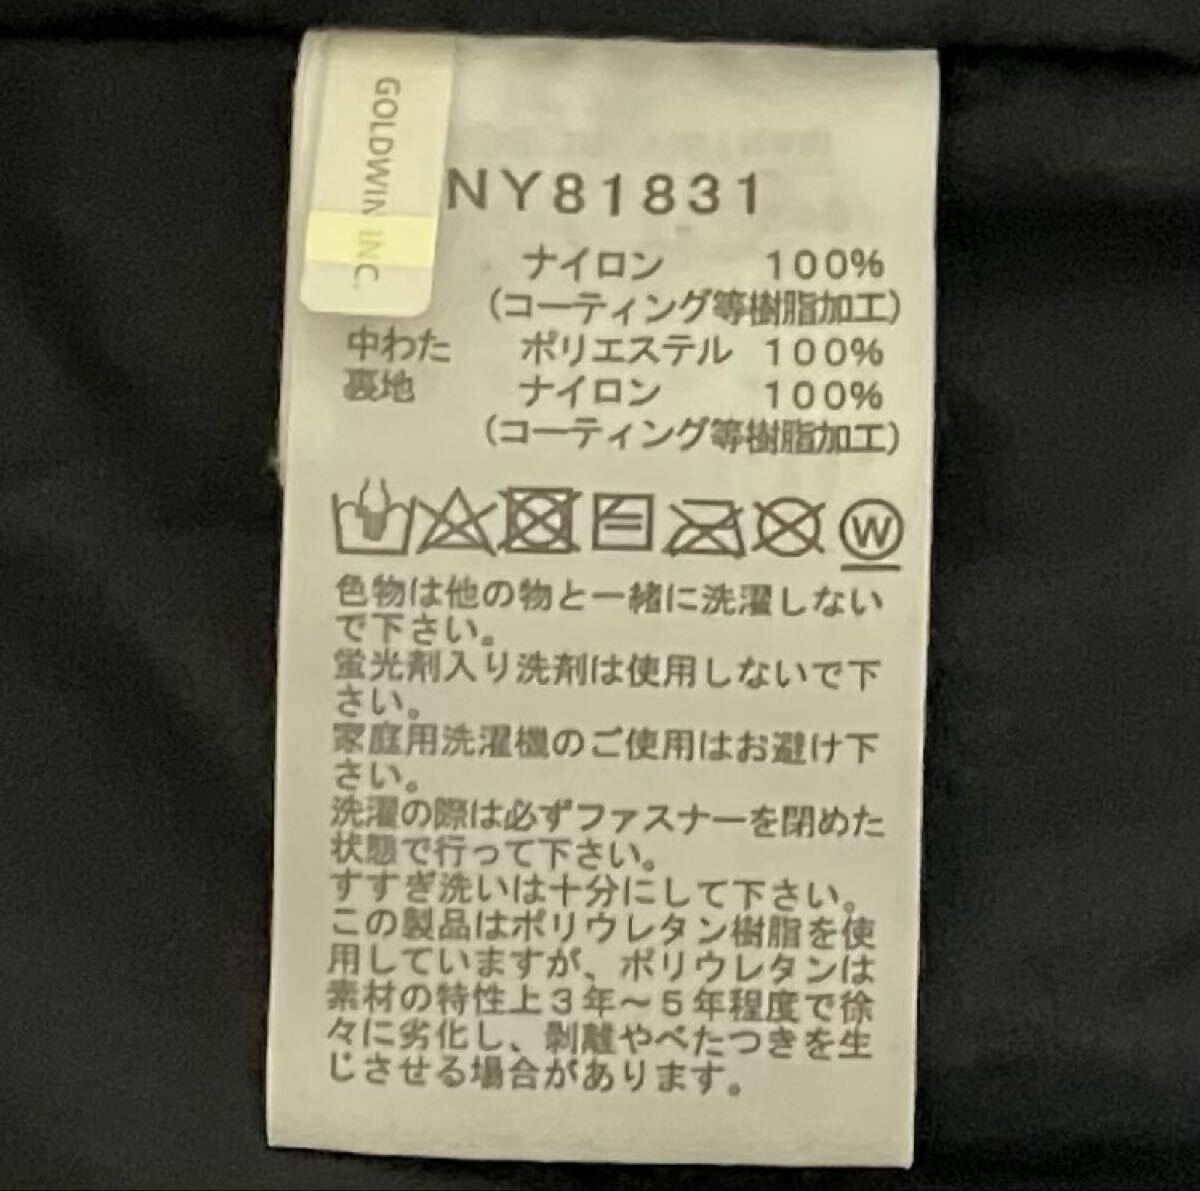 GOLDWIN INC.
NY81831
ナイロン 100%
(コーティング等樹脂加工)
中わた ポリエステル 100%
裏地 ナイロン 100%
(コーティング等樹脂加工)
W
色物は他の物と一緒に洗濯しない
で下さい。
蛍光剤入り洗剤は使用しないで下
さい。
家庭用洗濯機のご使用はお避け下
さい。
洗濯の際は必ずファスナーを閉めた
状態で行って下さい。
すすぎ洗いは十分にして下さい。
この製品はポリウレタン樹脂を使
用していますが、ポリウレタンは
素材の特性上3年～5年程度で徐
々に劣化し、剥離やべたつきを生
じさせる場合があります。